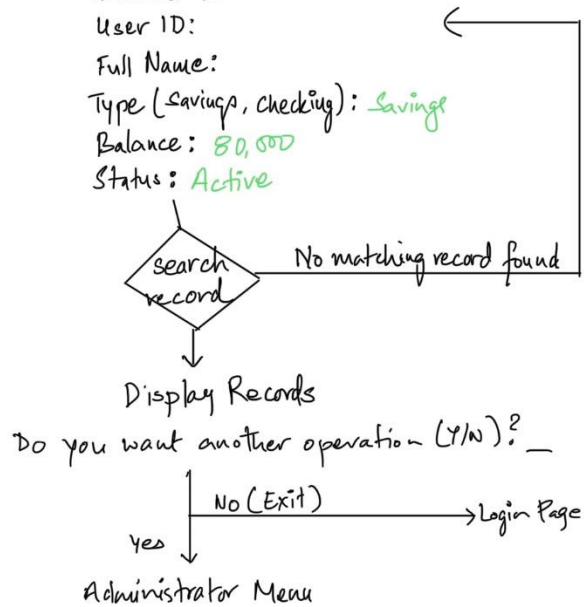 User ID:
Full Name:
Type (Savings, checking): Savings
Balance: 80,000
Status: Active
search
record
No matching record found
Display Records
Do you want another operation (Y/N)? _
No (Exit)
Login Page
Yes
Administrator Menu